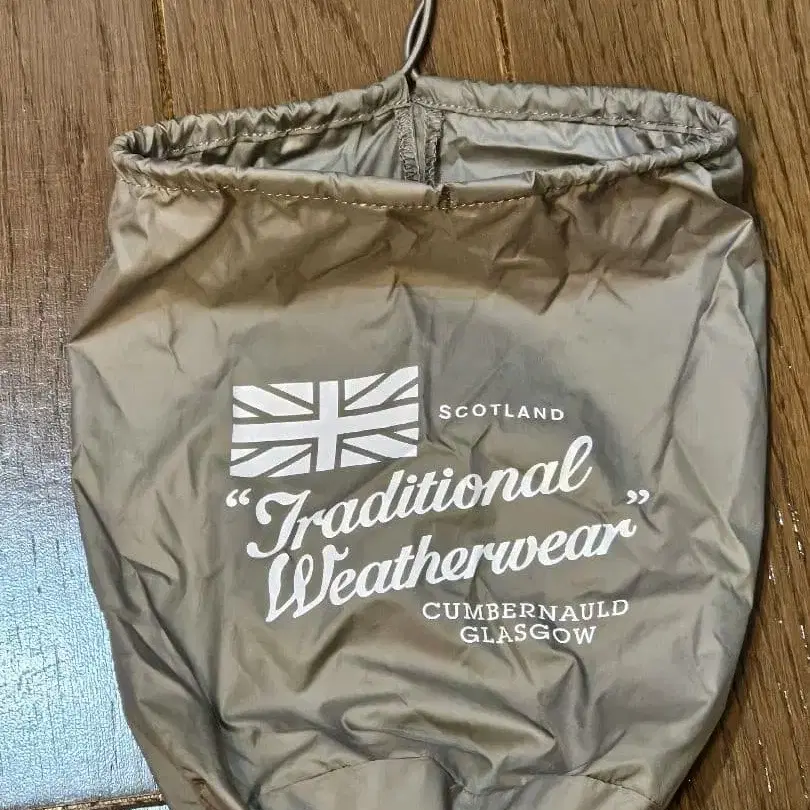 SCOTLAND
“Traditional
Weatherwear”
CUMBERNAULD
GLASGOW